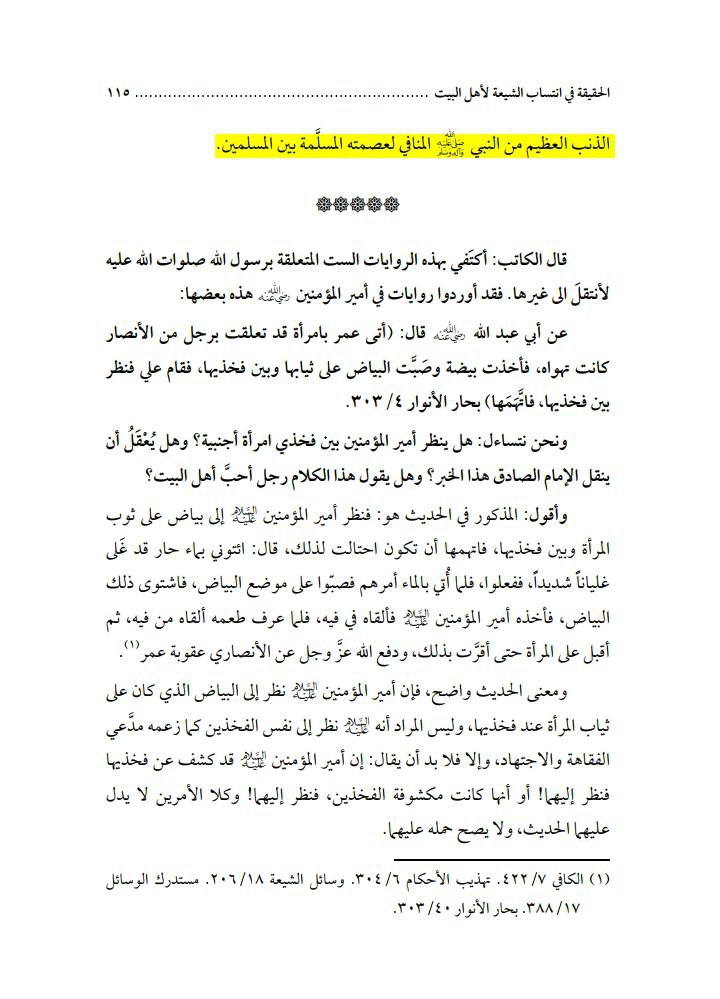 الحقيقة في انتساب الشيعة لأهل البيت ............................................................ ١١٥
الذنب العظيم من النبي ﷺ المنافي لعصمته المسلَّمة بين المسلمين.
قال الكاتب: أكتَفي بهذه الروايات الست المتعلقة برسول الله صلوات الله عليه
لأنتقلَ الى غيرها. فقد أوردوا روايات في أمير المؤمنين رضي الله عنه هذه بعضها:
عن أبي عبد الله رضي الله عنه قال: (أتى عمر بامرأة قد تعلقت برجل من الأنصار
كانت تهواه، فأخذت بيضة وصَبَّت البياض على ثيابها وبين فخذيها، فقام علي فنظر
بين فخذيها، فاتَّهَمَها) بحار الأنوار ٤/ ٣٠٣.
ونحن نتساءل: هل ينظر أمير المؤمنين بين فخذي امرأة أجنبية؟ وهل يُعْقَلُ أن
ينقل الإمام الصادق هذا الخبر؟ وهل يقول هذا الكلام رجل أحبَّ أهل البيت؟
وأقول: المذكور في الحديث هو: فنظر أمير المؤمنين عليه السلام إلى بياض على ثوب
المرأة وبين فخذيها، فاتهمها أن تكون احتالت لذلك، قال: ائتوني بماء حار قد غَلى
غلياناً شديداً، ففعلوا، فلما أُتي بالماء أمرهم فصبّوا على موضع البياض، فاشتوى ذلك
البياض، فأخذه أمير المؤمنين عليه السلام فألقاه في فيه، فلما عرف طعمه ألقاه من فيه، ثم
أقبل على المرأة حتى أقرَّت بذلك، ودفع الله عزَّ وجل عن الأنصاري عقوبة عمر(١).
ومعنى الحديث واضح، فإن أمير المؤمنين عليه السلام نظر إلى البياض الذي كان على
ثياب المرأة عند فخذيها، وليس المراد أنه عليه السلام نظر إلى نفس الفخذين كما زعمه مدَّعي
الفقاهة والاجتهاد، وإلا فلا بد أن يقال: إن أمير المؤمنين عليه السلام قد كشف عن فخذيها
فنظر إليهما! أو أنها كانت مكشوفة الفخذين، فنظر إليهما! وكلا الأمرين لا يدل
عليهما الحديث، ولا يصح حمله عليهما.
(١) الكافي ٧/ ٤٢٢. تهذيب الأحكام ٦/ ٣٠٤. وسائل الشيعة ١٨/ ٢٠٦. مستدرك الوسائل
١٧/ ٣٨٨. بحار الأنوار ٤٠/ ٣٠٣.